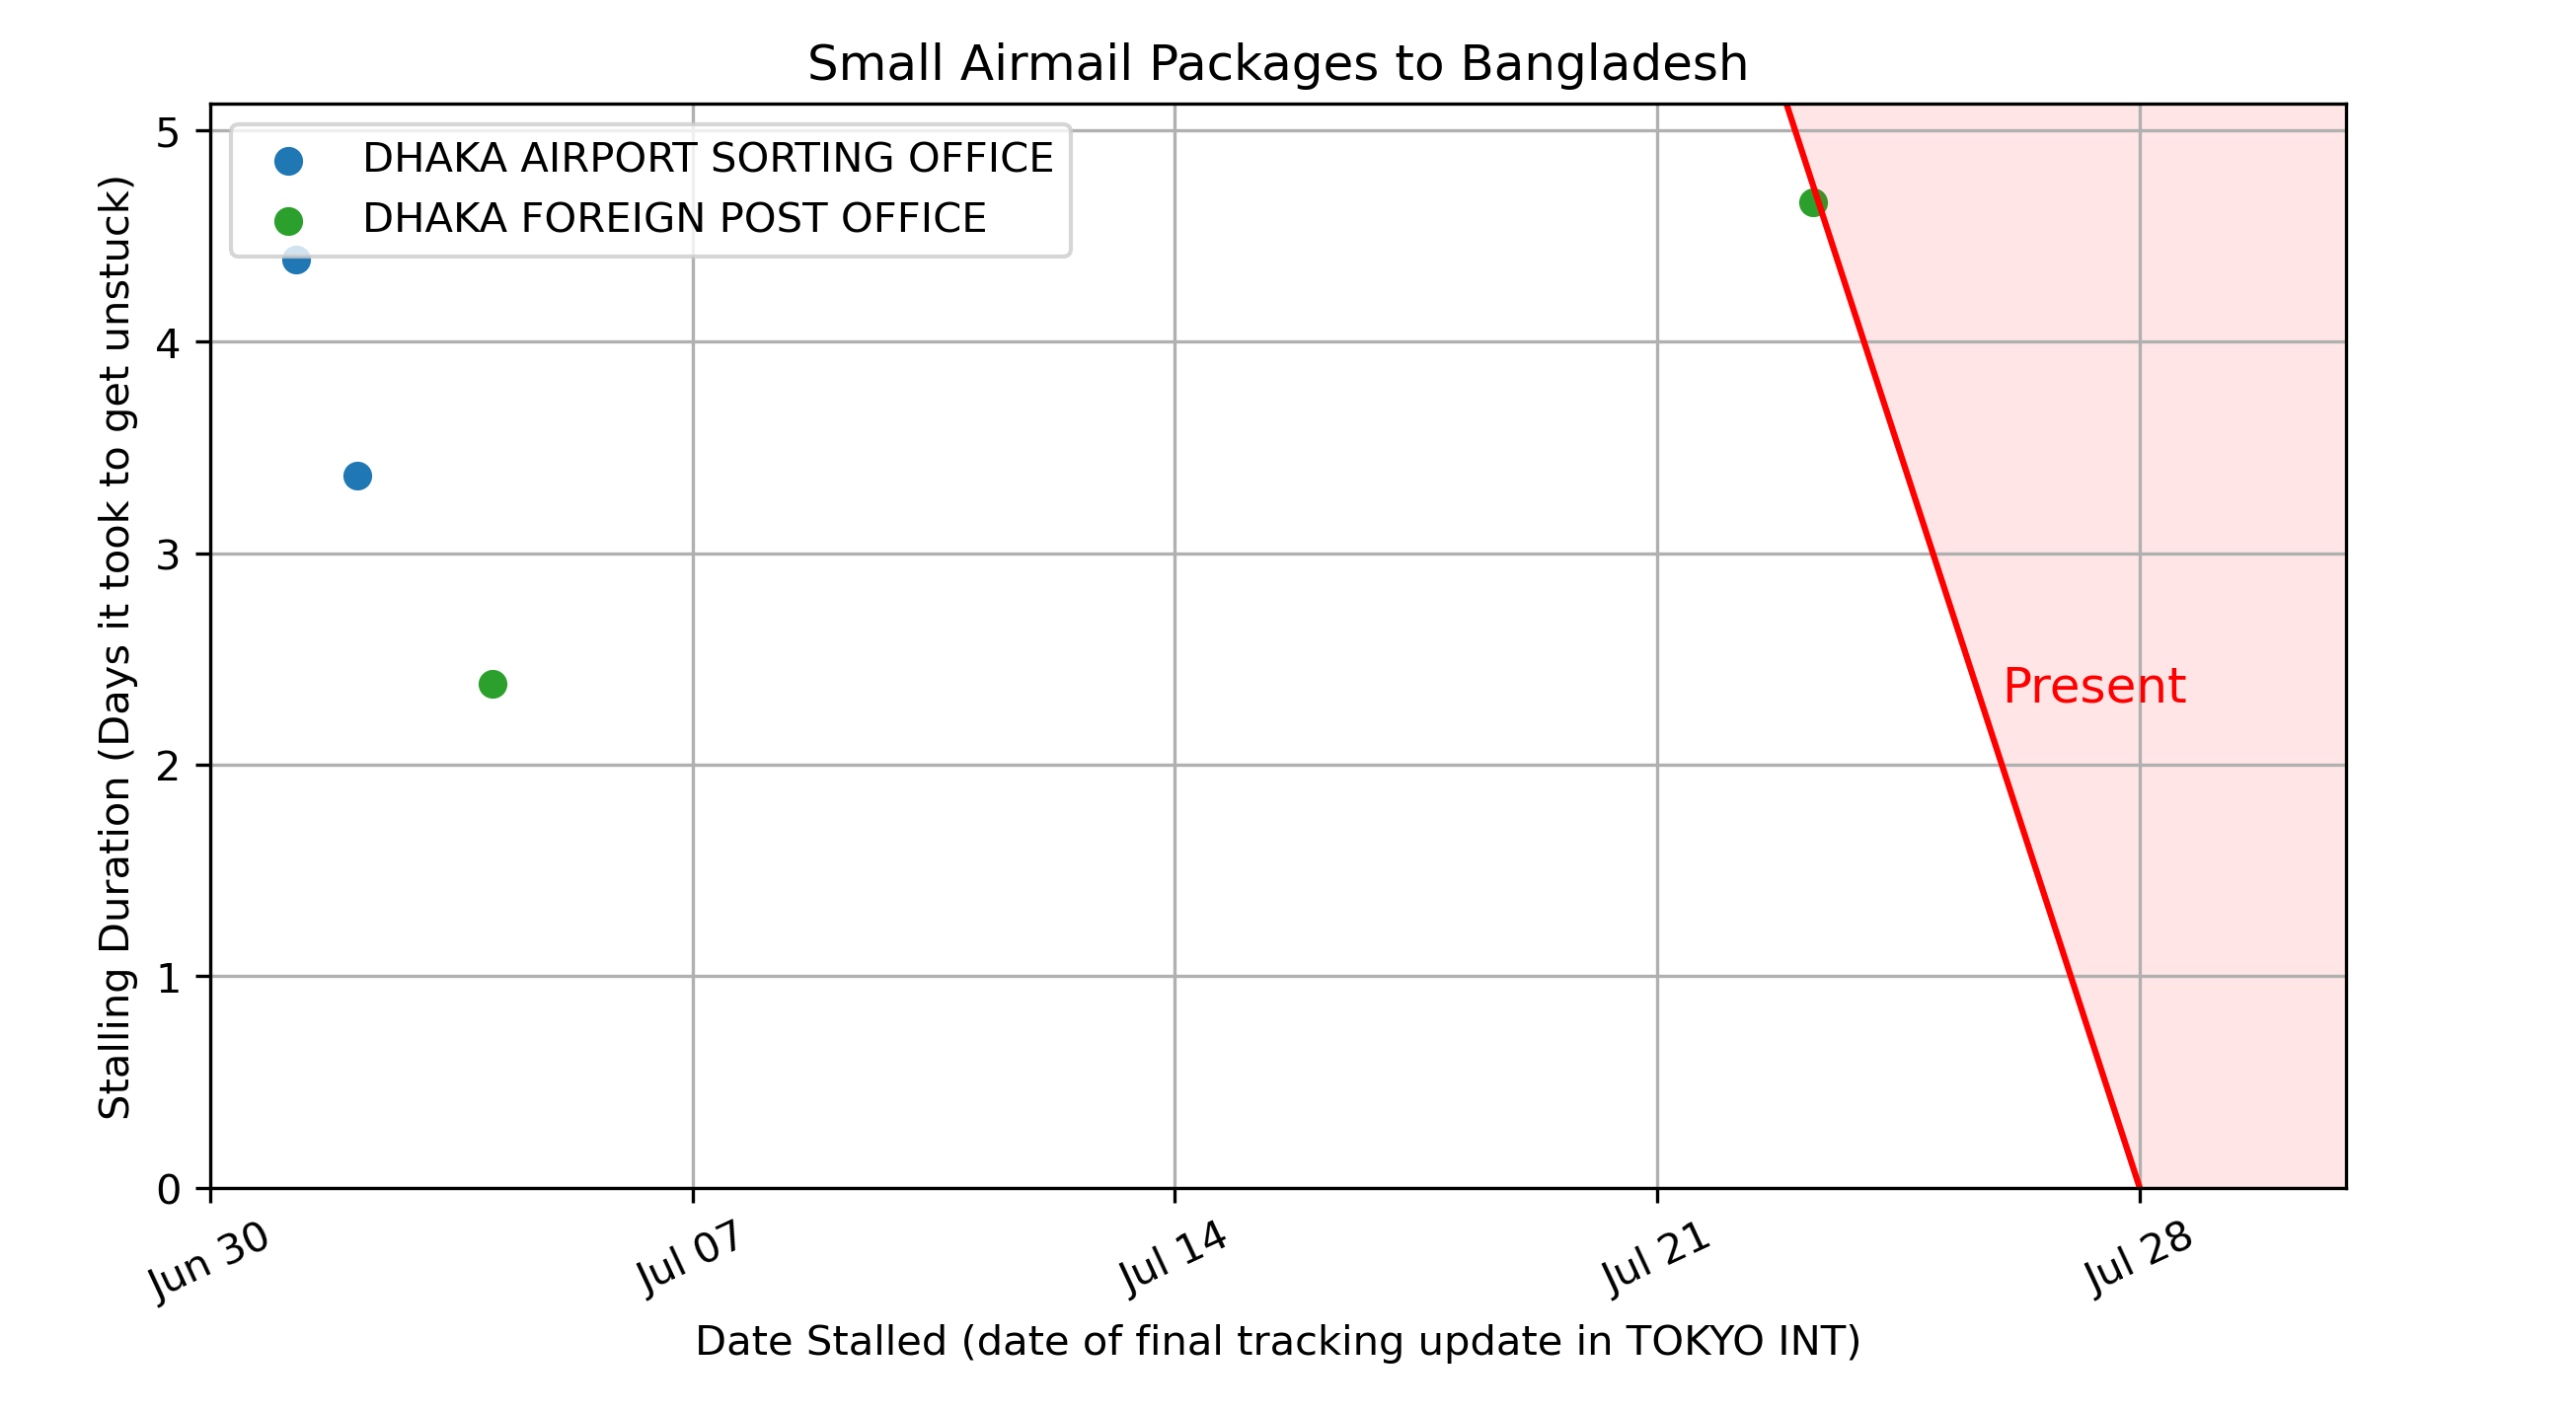 Small Airmail Packages to Bangladesh
DHAKA AIRPORT SORTING OFFICE
DHAKA FOREIGN POST OFFICE
Stalling Duration (Days it took to get unstuck)
5
4
3
2
1
0
Present
Jun 30
Jul 07
Jul 14
Jul 21
Jul 28
Date Stalled (date of final tracking update in TOKYO INT)